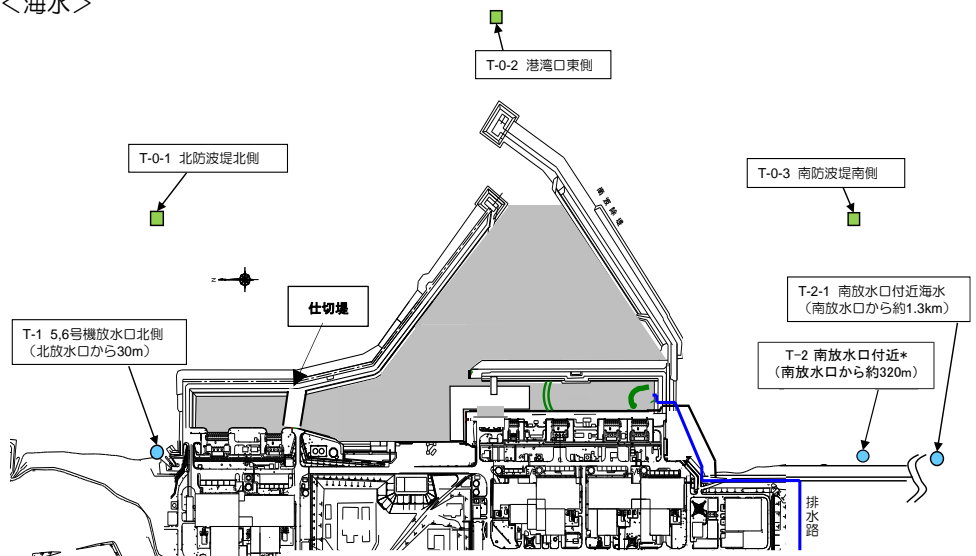 ＜海水＞
T-0-2 港湾口東側
T-0-1 北防波堤北側
T-0-3 南防波堤南側
南防波堤
N
仕切堤
T-2-1 南放水口付近海水
（南放水口から約1.3km）
T-1 5,6号機放水口北側
（北放水口から30m）
T-2 南放水口付近*
（南放水口から約320m）
排水路